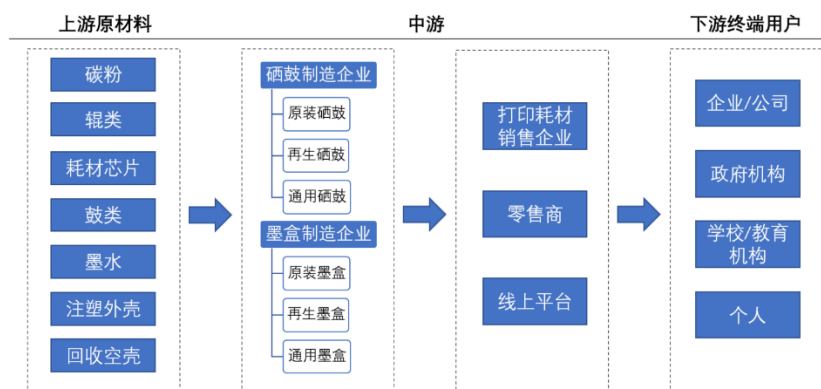 上游原材料
中游
下游终端用户
碳粉
辊类
耗材芯片
鼓类
墨水
注塑外壳
回收空壳
硒鼓制造企业
原装硒鼓
再生硒鼓
通用硒鼓
墨盒制造企业
原装墨盒
再生墨盒
通用墨盒
打印耗材
销售企业
零售商
线上平台
企业/公司
政府机构
学校/教育
机构
个人